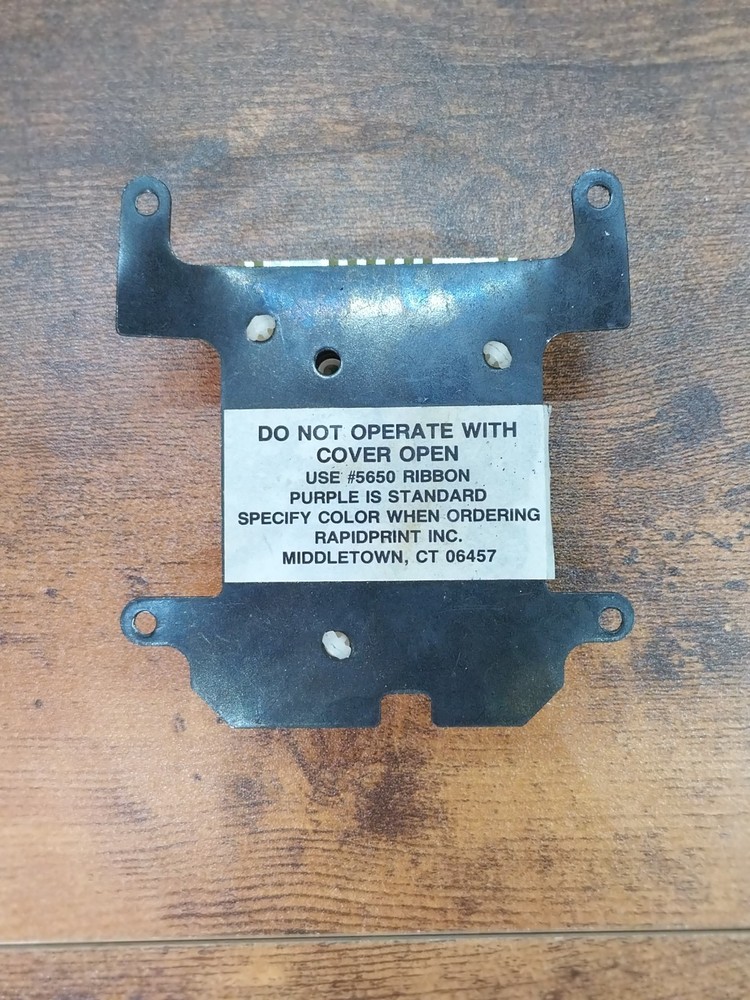 DO NOT OPERATE WITH
COVER OPEN
USE #5650 RIBBON
PURPLE IS STANDARD
SPECIFY COLOR WHEN ORDERING
RAPIDPRINT INC.
MIDDLETOWN, CT 06457